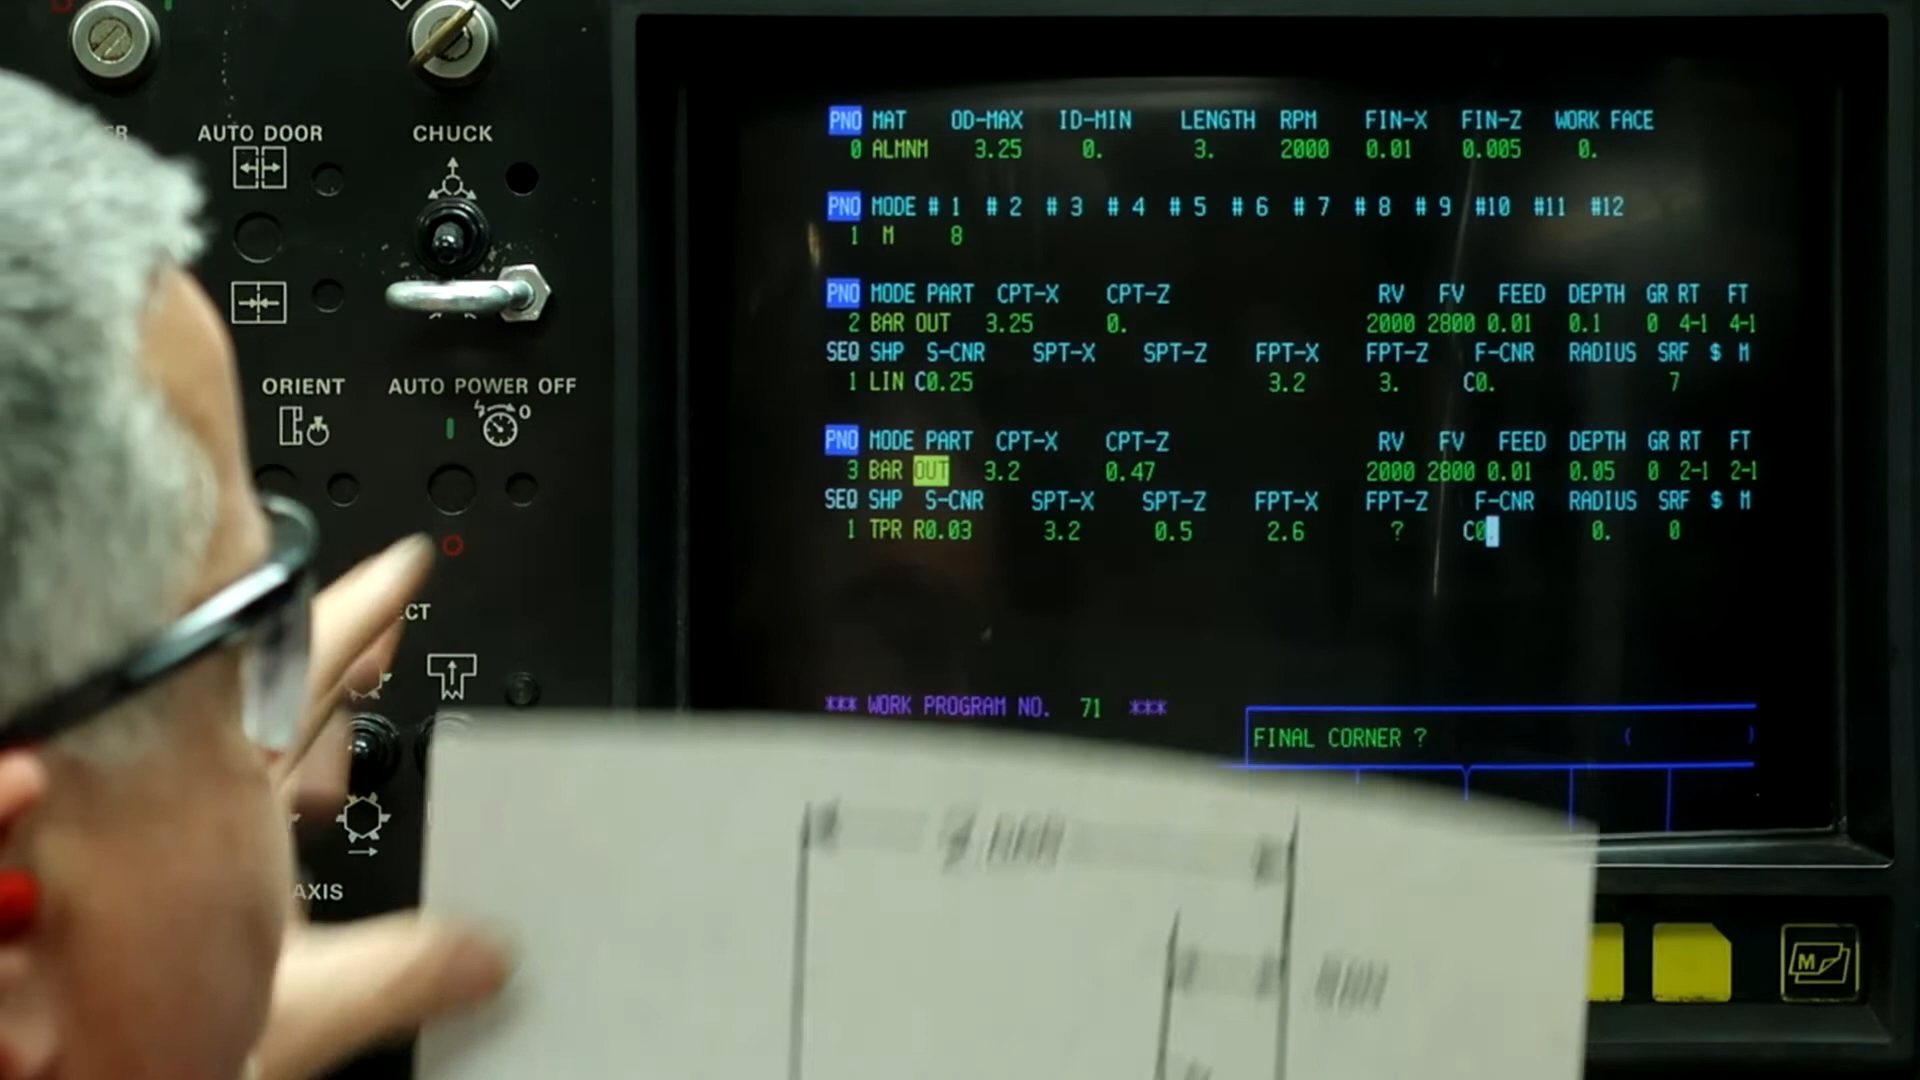 AUTO DOOR
CHUCK
ORIENT
AUTO POWER OFF
AXIS
PNO MAT OD-MAX ID-MIN LENGTH RPM FIN-X FIN-Z WORK FACE
0 ALMNM 3.25 0. 3. 2000 0.01 0.005 0.
PNO MODE # 1 # 2 # 3 # 4 # 5 # 6 # 7 # 8 # 9 #10 #11 #12
1 M 8
PNO MODE PART CPT-X CPT-Z RV FV FEED DEPTH GR RT FT
2 BAR OUT 3.25 0. 2000 2800 0.01 0.1 0 4-1 4-1
SEQ SHP S-CNR SPT-X SPT-Z FPT-X FPT-Z F-CNR RADIUS SRF $ M
1 LIN C0.25 3.2 3. C0. 7
PNO MODE PART CPT-X CPT-Z RV FV FEED DEPTH GR RT FT
3 BAR OUT 3.2 0.47 2000 2800 0.01 0.05 0 2-1 2-1
SEQ SHP S-CNR SPT-X SPT-Z FPT-X FPT-Z F-CNR RADIUS SRF $ M
1 TPR R0.03 3.2 0.5 2.6 ? C0. 0. 0
*** WORK PROGRAM NO. 71 ***
FINAL CORNER ? ( )
M